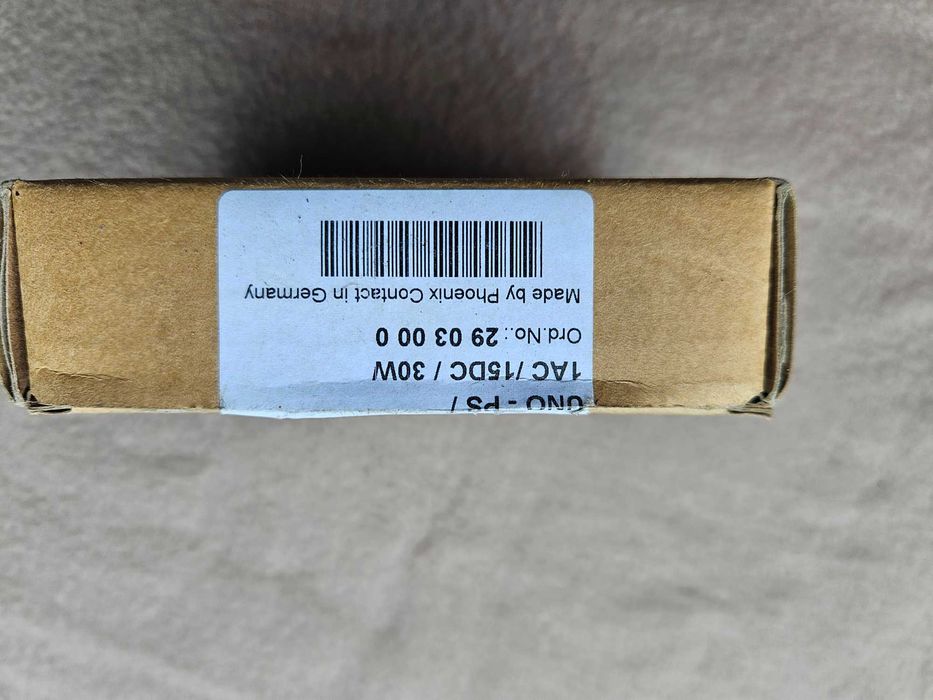 UNO - PS /
1AC /15DC / 30W
Ord.No.: 29 03 00 0
Made by Phoenix Contact in Germany